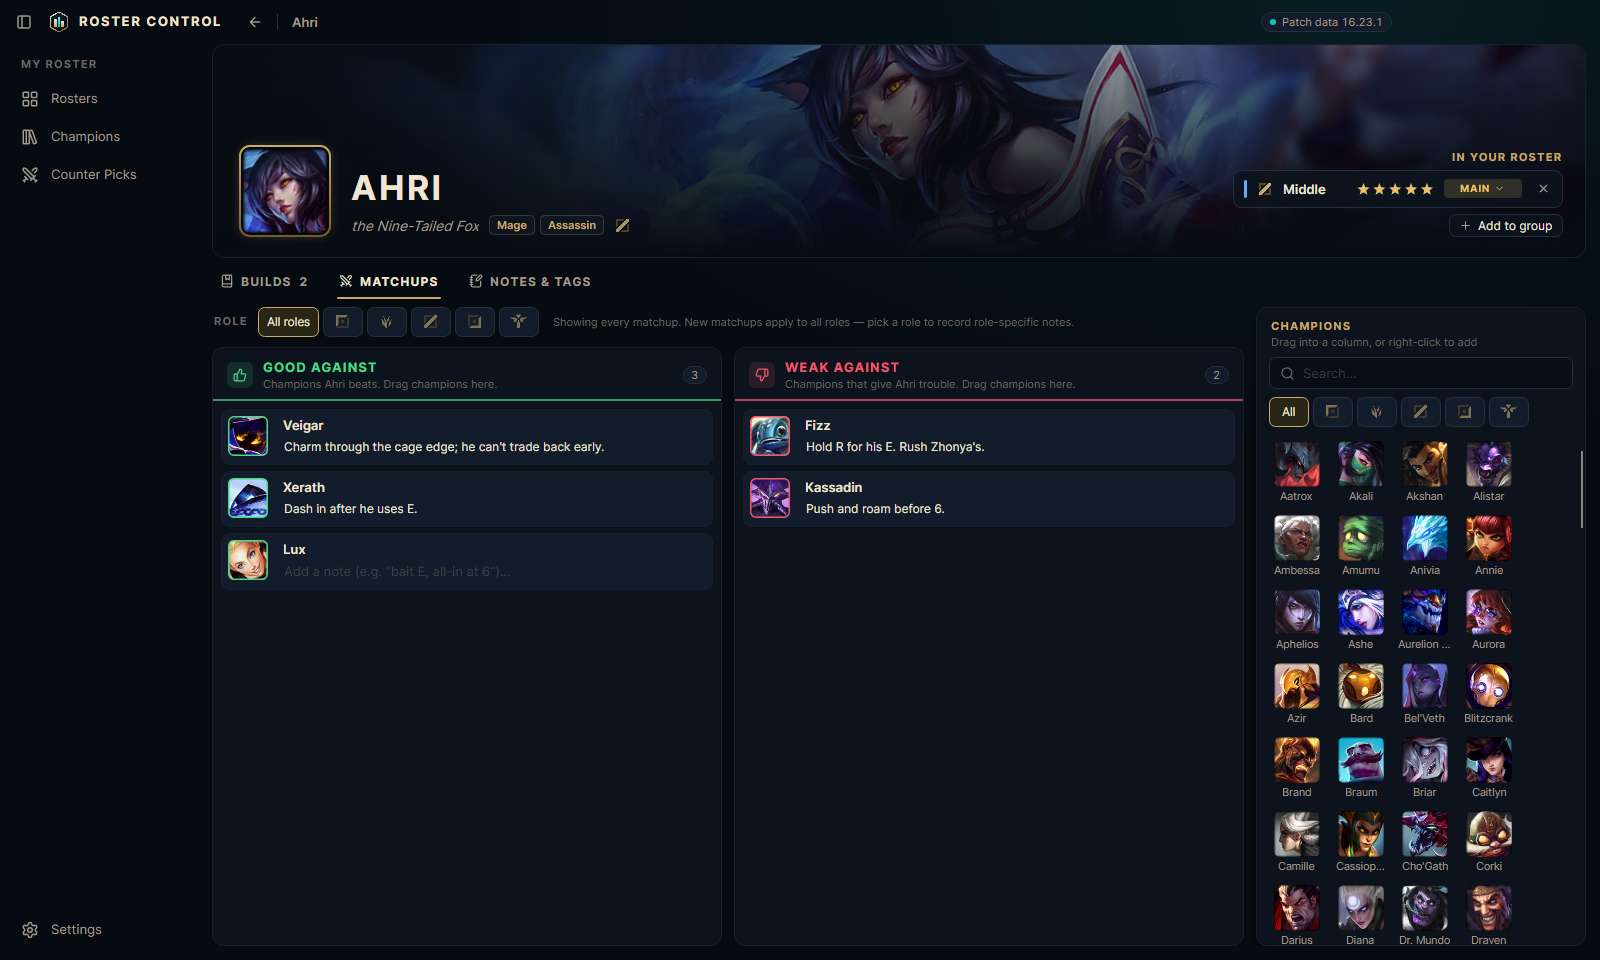 ROSTER CONTROL
Ahri
Patch data 16.23.1
MY ROSTER
Rosters
Champions
Counter Picks
Settings
AHRI
the Nine-Tailed Fox
Mage
Assassin
IN YOUR ROSTER
Middle
MAIN
Add to group
BUILDS 2
MATCHUPS
NOTES & TAGS
ROLE
All roles
Showing every matchup. New matchups apply to all roles — pick a role to record role-specific notes.
GOOD AGAINST
Champions Ahri beats. Drag champions here.
3
Veigar
Charm through the cage edge; he can't trade back early.
Xerath
Dash in after he uses E.
Lux
Add a note (e.g. "bait E, all-in at 6")...
WEAK AGAINST
Champions that give Ahri trouble. Drag champions here.
2
Fizz
Hold R for his E. Rush Zhonya's.
Kassadin
Push and roam before 6.
CHAMPIONS
Drag into a column, or right-click to add
Search...
All
Aatrox Akali Akshan Alistar
Ambessa Amumu Anivia Annie
Aphelios Ashe Aurelion ... Aurora
Azir Bard Bel'Veth Blitzcrank
Brand Braum Briar Caitlyn
Camille Cassiop... Cho'Gath Corki
Darius Diana Dr. Mundo Draven